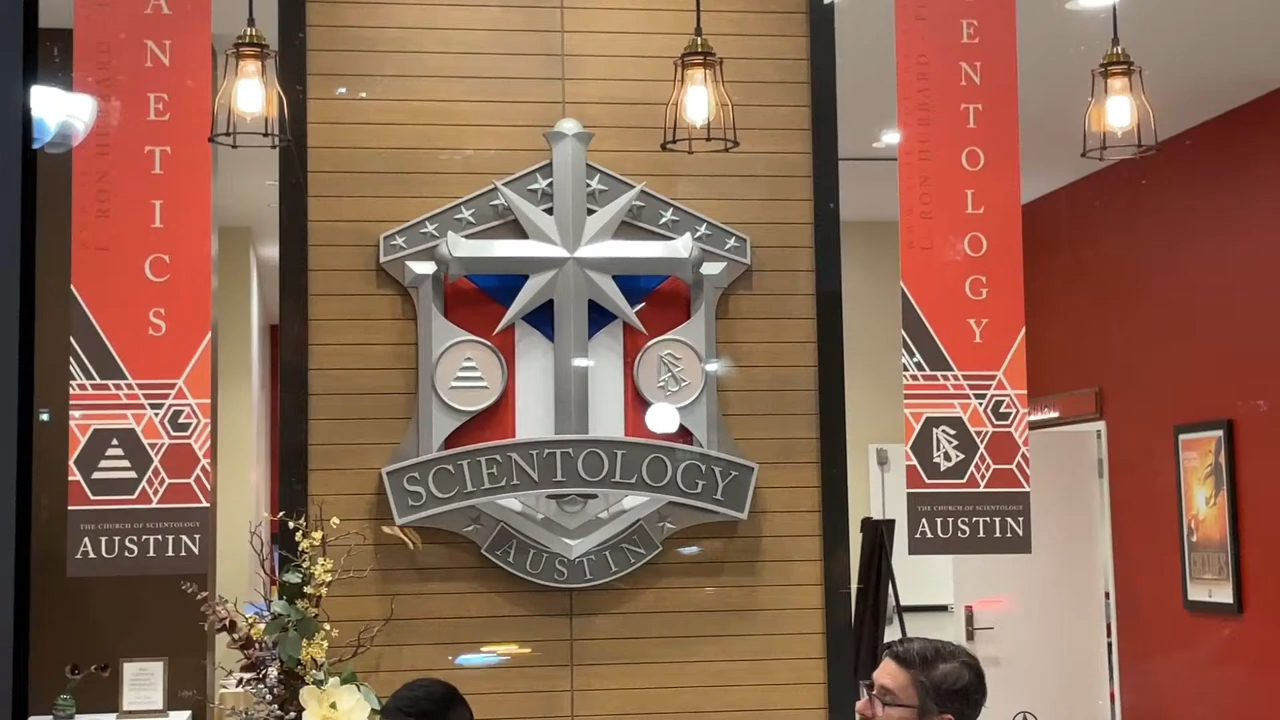 ANETICS
L. RON HUBBARD
THE CHURCH OF SCIENTOLOGY
AUSTIN
SCIENTOLOGY
AUSTIN
ENTOLOGY
L. RON HUBBARD
THE CHURCH OF SCIENTOLOGY
AUSTIN